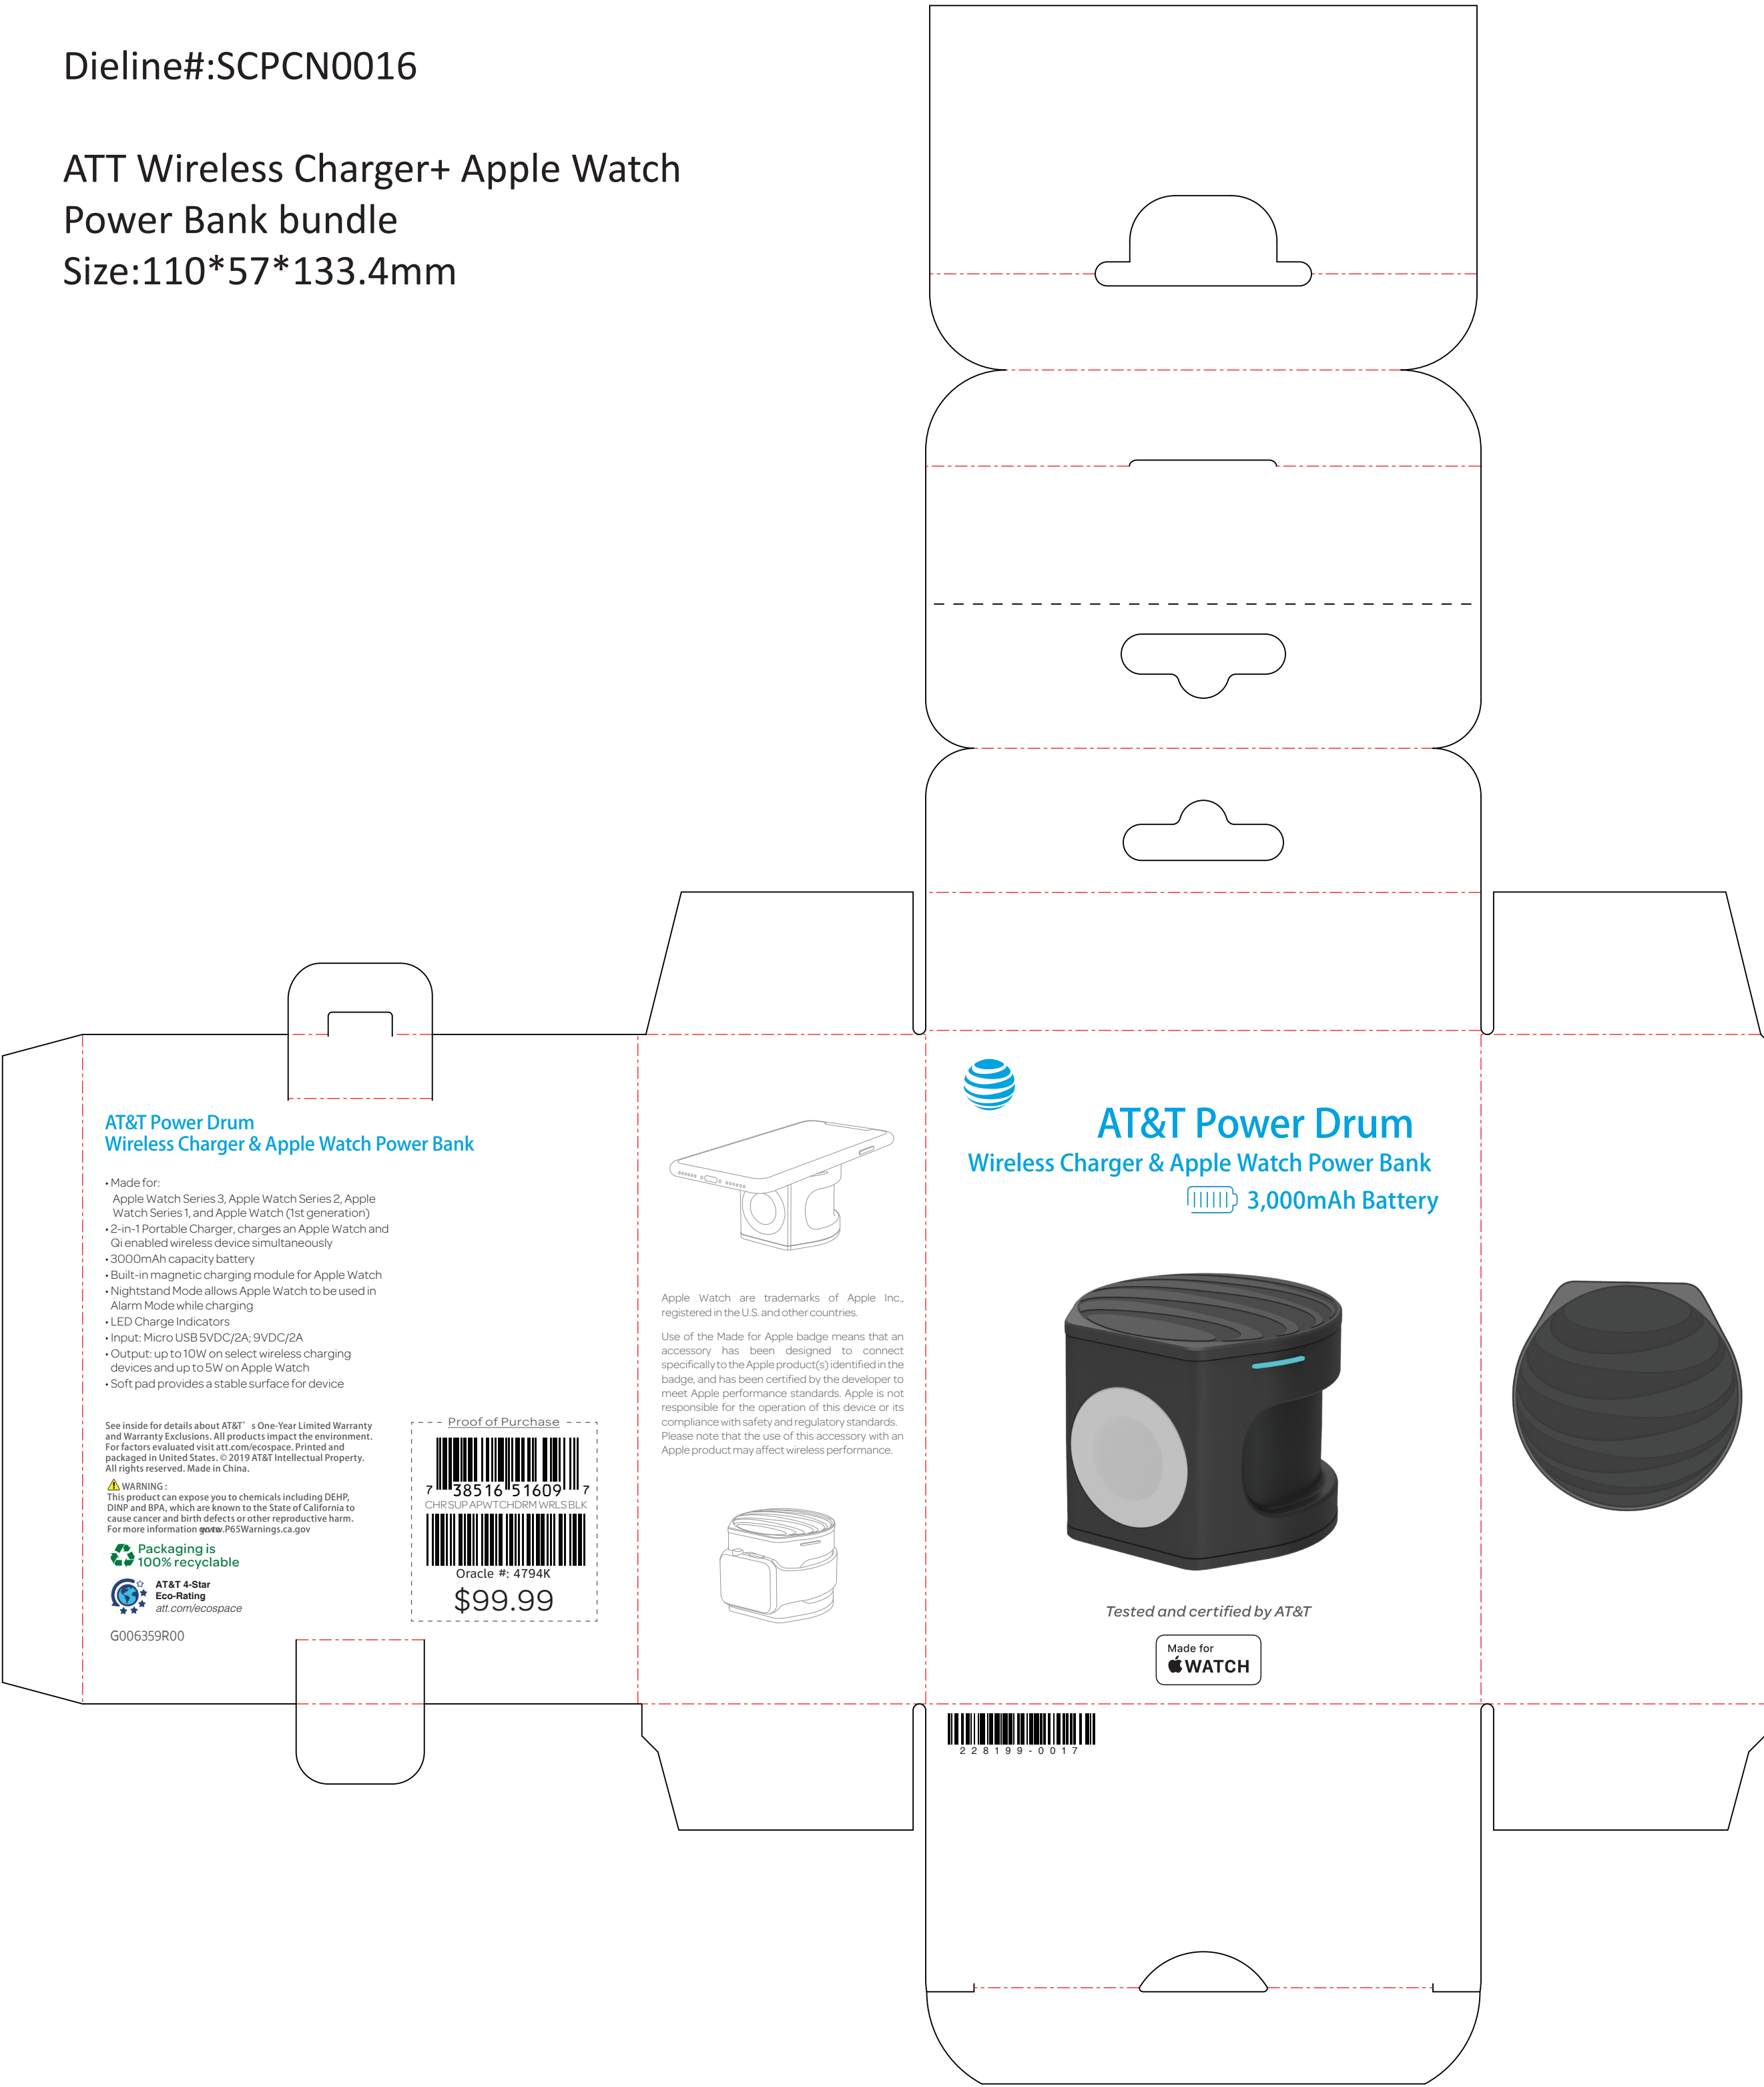 Dieline#:SCPCN0016
ATT Wireless Charger+ Apple Watch
Power Bank bundle
Size:110*57*133.4mm
AT&T Power Drum
Wireless Charger & Apple Watch Power Bank
• Made for:
Apple Watch Series 3, Apple Watch Series 2, Apple
Watch Series 1, and Apple Watch (1st generation)
• 2-in-1 Portable Charger, charges an Apple Watch and
Qi enabled wireless device simultaneously
• 3000mAh capacity battery
• Built-in magnetic charging module for Apple Watch
• Nightstand Mode allows Apple Watch to be used in
Alarm Mode while charging
• LED Charge Indicators
• Input: Micro USB 5VDC/2A; 9VDC/2A
• Output: up to 10W on select wireless charging
devices and up to 5W on Apple Watch
• Soft pad provides a stable surface for device
See inside for details about AT&T′ s One-Year Limited Warranty
and Warranty Exclusions. All products impact the environment.
For factors evaluated visit att.com/ecospace. Printed and
packaged in United States. © 2019 AT&T Intellectual Property.
All rights reserved. Made in China.
WARNING :
This product can expose you to chemicals including DEHP,
DINP and BPA, which are known to the State of California to
cause cancer and birth defects or other reproductive harm.
For more information www.P65Warnings.ca.gov
Packaging is
100% recyclable
AT&T 4-Star
Eco-Rating
att.com/ecospace
G006359R00
Proof of Purchase
7 38516 51609 7
CHR SUP APWTCHDRM WRLS BLK
Oracle #: 4794K
$99.99
Apple Watch are trademarks of Apple Inc.,
registered in the U.S. and other countries.
Use of the Made for Apple badge means that an
accessory has been designed to connect
specifically to the Apple product(s) identified in the
badge, and has been certified by the developer to
meet Apple performance standards. Apple is not
responsible for the operation of this device or its
compliance with safety and regulatory standards.
Please note that the use of this accessory with an
Apple product may affect wireless performance.
AT&T Power Drum
Wireless Charger & Apple Watch Power Bank
3,000mAh Battery
Tested and certified by AT&T
Made for
WATCH
228199-0017